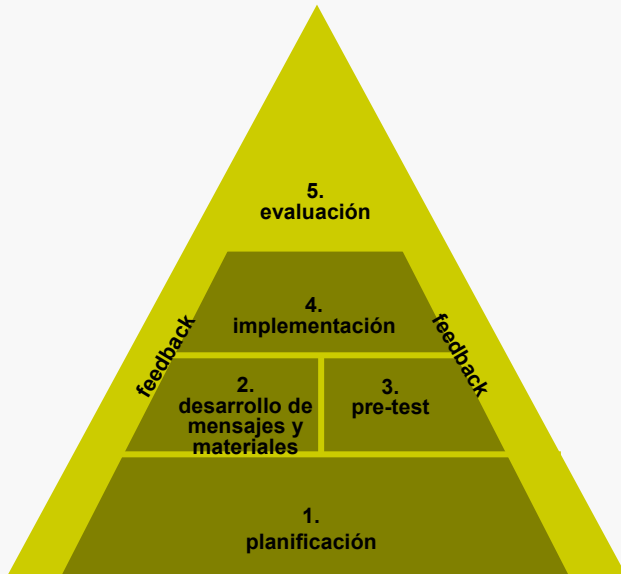 5.
evaluación
4.
implementación
feedback
feedback
2.
desarrollo de
mensajes y
materiales
3.
pre-test
1.
planificación